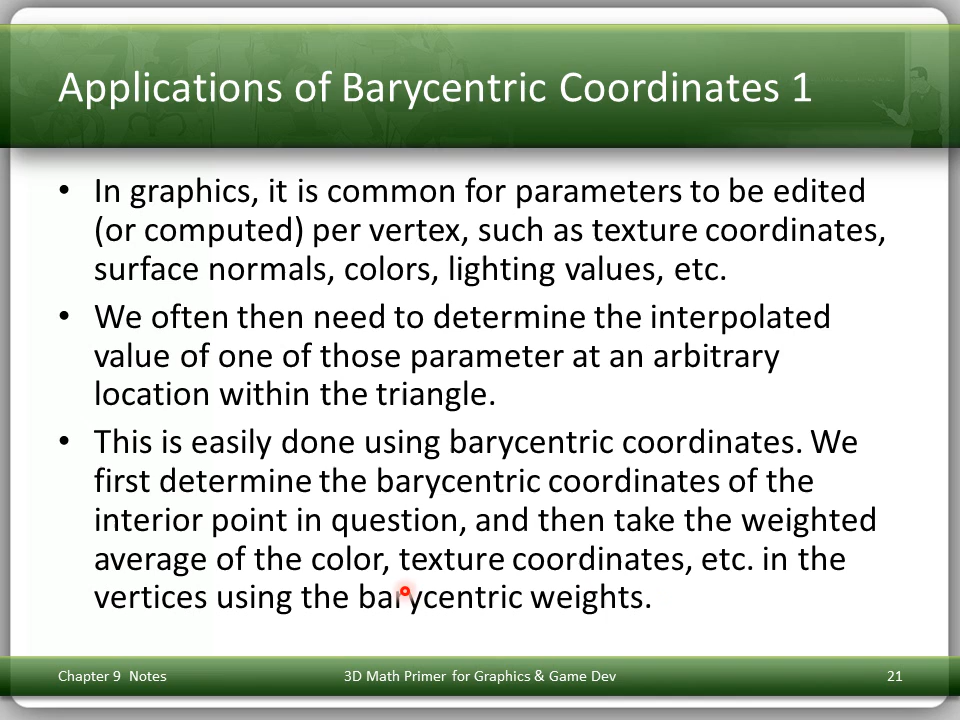 Applications of Barycentric Coordinates 1
• In graphics, it is common for parameters to be edited
(or computed) per vertex, such as texture coordinates,
surface normals, colors, lighting values, etc.
• We often then need to determine the interpolated
value of one of those parameter at an arbitrary
location within the triangle.
• This is easily done using barycentric coordinates. We
first determine the barycentric coordinates of the
interior point in question, and then take the weighted
average of the color, texture coordinates, etc. in the
vertices using the barycentric weights.
Chapter 9 Notes
3D Math Primer for Graphics & Game Dev
21